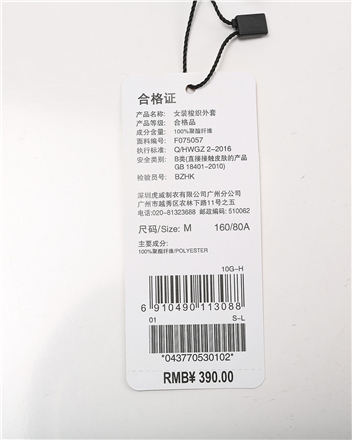 合格证
产品名称: 女装梭织外套
产品等级: 合格品
成分含量: 100%聚酯纤维
面料编号: F075057
执行标准: Q/HWGZ 2-2016
安全类别: B类(直接接触皮肤的产品
GB 18401-2010)
检验员号: BZHK
深圳虎威制衣有限公司广州分公司
广州市越秀区农林下路11号之五
电话:020-81323688 邮政编码: 510062
尺码/Size: M 160/80A
主要成分:
100%聚酯纤维/POLYESTER
10G-H
6 910490 113088
01 S-L
*043770530102*
RMB¥ 390.00